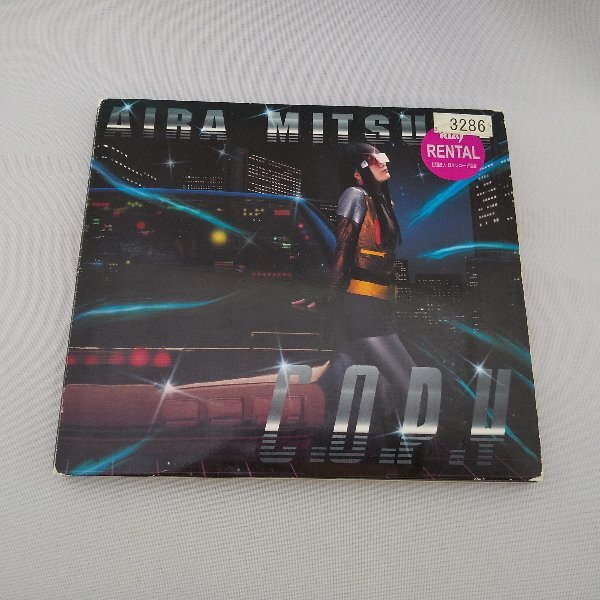 AIRA MITSU
3286
RENTAL
C.O.P.Y